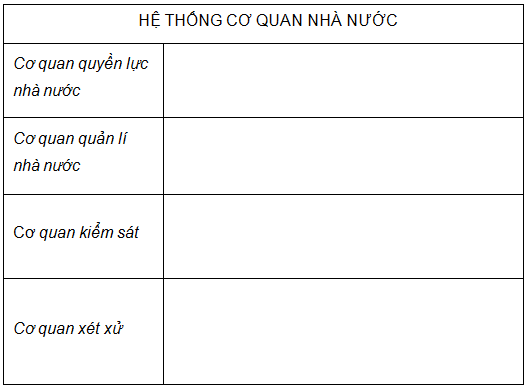 HỆ THỐNG CƠ QUAN NHÀ NƯỚC
Cơ quan quyền lực
nhà nước
Cơ quan quản lí
nhà nước
Cơ quan kiểm sát
Cơ quan xét xử